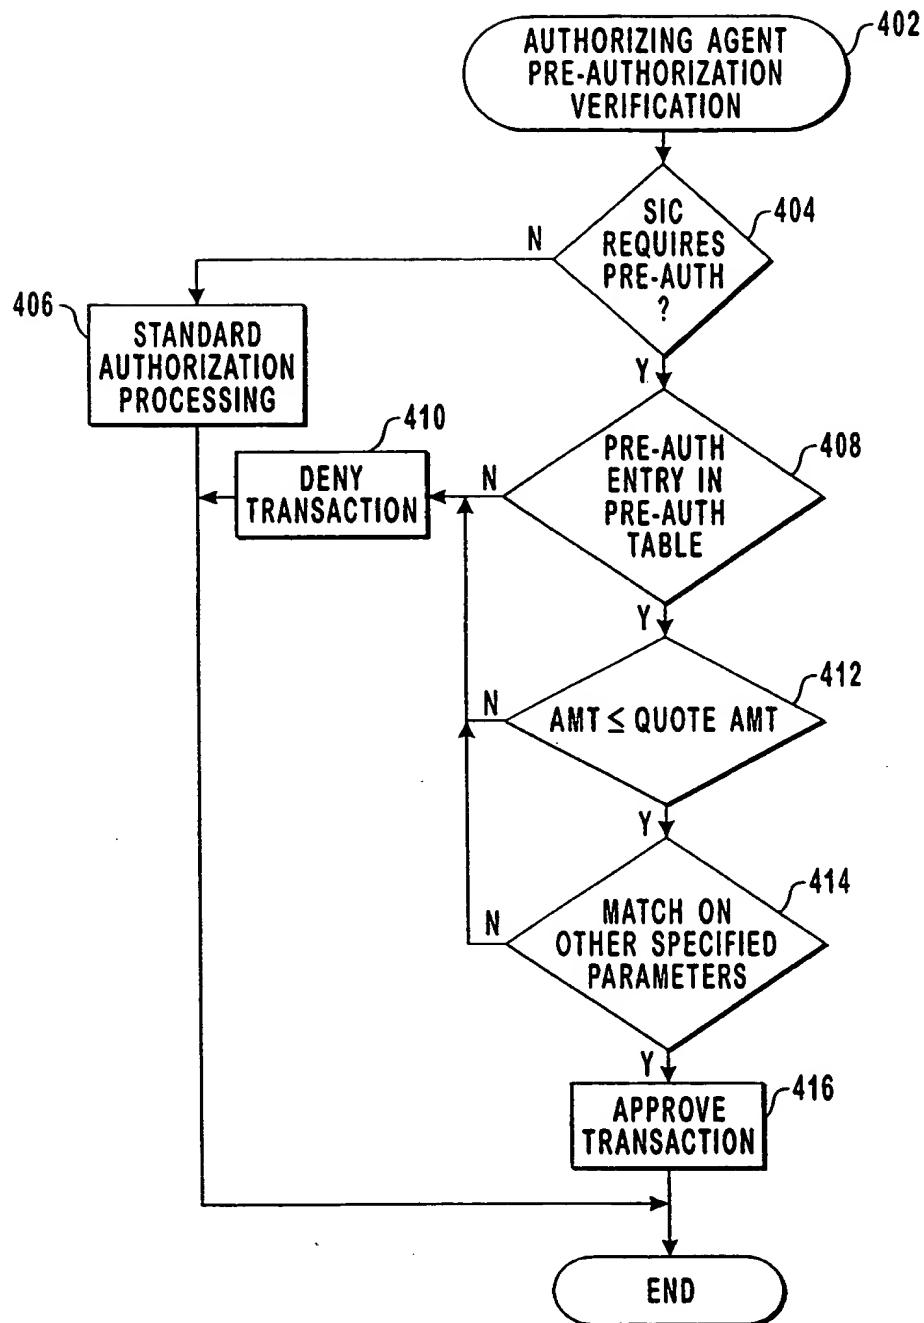 402
AUTHORIZING AGENT
PRE-AUTHORIZATION
VERIFICATION
404
SIC
REQUIRES
PRE-AUTH
?
N
Y
406
STANDARD
AUTHORIZATION
PROCESSING
408
PRE-AUTH
ENTRY IN
PRE-AUTH
TABLE
N
Y
410
DENY
TRANSACTION
412
AMT ≤ QUOTE AMT
N
Y
414
MATCH ON
OTHER SPECIFIED
PARAMETERS
N
Y
416
APPROVE
TRANSACTION
END